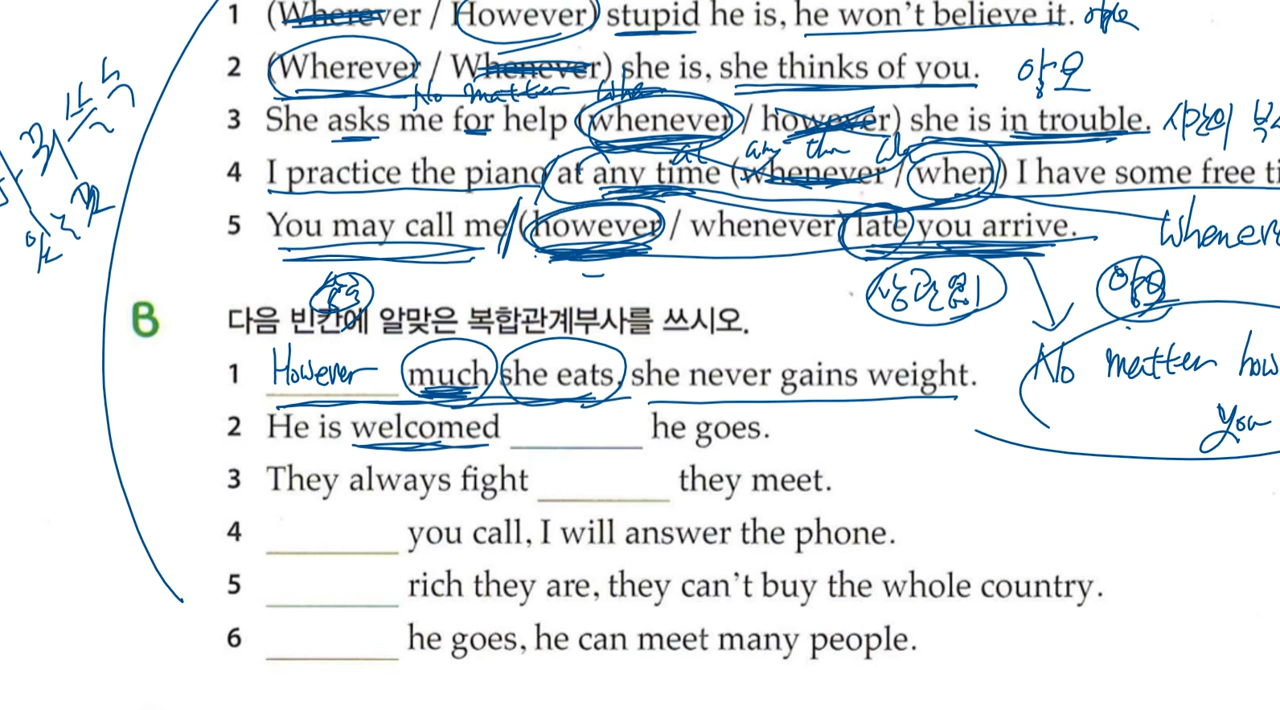 1 (Wherever / However) stupid he is, he won't believe it.
2 (Wherever / Whenever) she is, she thinks of you. 양보
No matter when
3 She asks me for help (whenever / however) she is in trouble. 시간의
at any time when
4 I practice the piano at any time (whenever / when) I have some free ti
5 You may call me (however / whenever) late you arrive. Whenever
상관없이 양보
B 다음 빈칸에 알맞은 복합관계부사를 쓰시오.
1 However much she eats, she never gains weight. No matter how
2 He is welcomed ______ he goes. you
3 They always fight ______ they meet.
4 ______ you call, I will answer the phone.
5 ______ rich they are, they can't buy the whole country.
6 ______ he goes, he can meet many people.